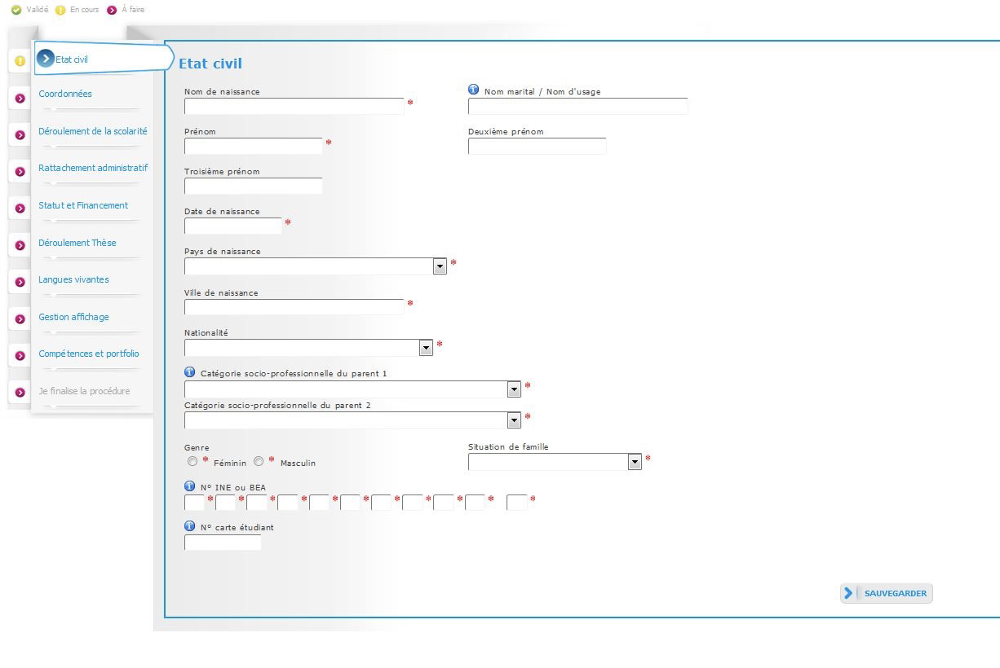 Validé En cours À faire
Etat civil
Coordonnées
Déroulement de la scolarité
Rattachement administratif
Statut et Financement
Déroulement Thèse
Langues vivantes
Gestion affichage
Compétences et portfolio
Je finalise la procédure
Etat civil
Nom de naissance
*
Nom marital / Nom d'usage
Prénom
*
Deuxième prénom
Troisième prénom
Date de naissance
*
Pays de naissance
*
Ville de naissance
*
Nationalité
*
Catégorie socio-professionnelle du parent 1
*
Catégorie socio-professionnelle du parent 2
*
Genre
* Féminin * Masculin
Situation de famille
*
N° INE ou BEA
* * * * * * * * * * *
N° carte étudiant
SAUVEGARDER